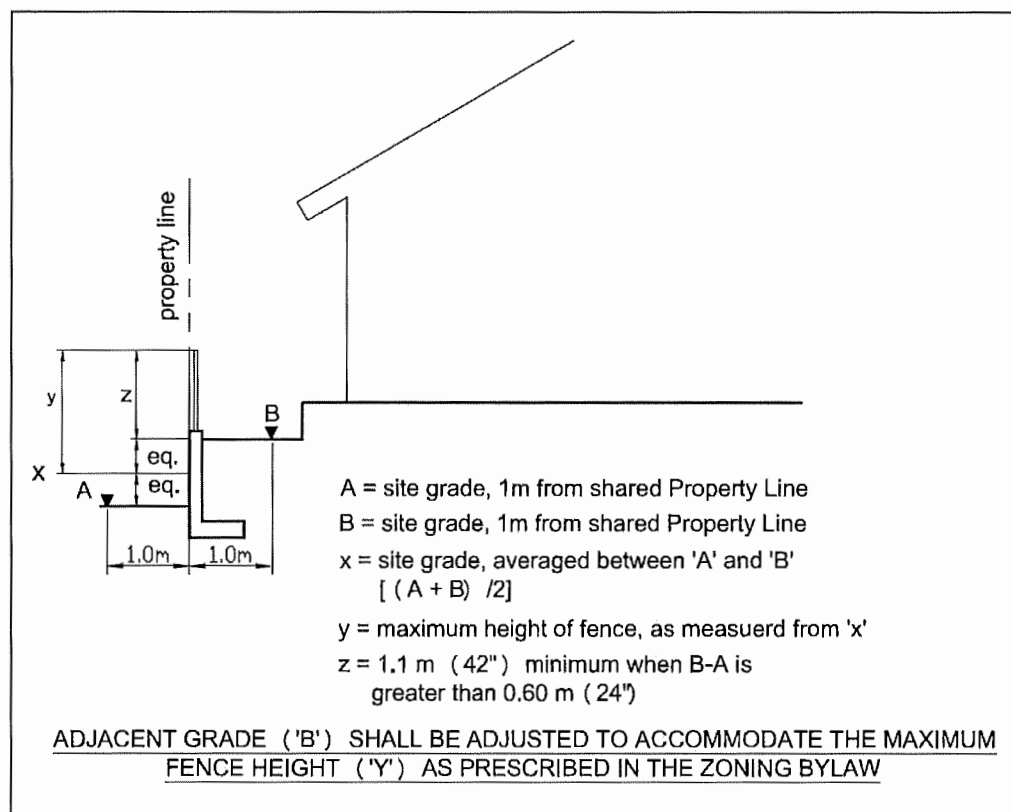 property line
y
z
B
eq.
x
A
eq.
1.0m
1.0m
A = site grade, 1m from shared Property Line
B = site grade, 1m from shared Property Line
x = site grade, averaged between 'A' and 'B'
[ ( A + B) /2]
y = maximum height of fence, as measuerd from 'x'
z = 1.1 m ( 42") minimum when B-A is
greater than 0.60 m ( 24")
ADJACENT GRADE ('B') SHALL BE ADJUSTED TO ACCOMMODATE THE MAXIMUM
FENCE HEIGHT ('Y') AS PRESCRIBED IN THE ZONING BYLAW